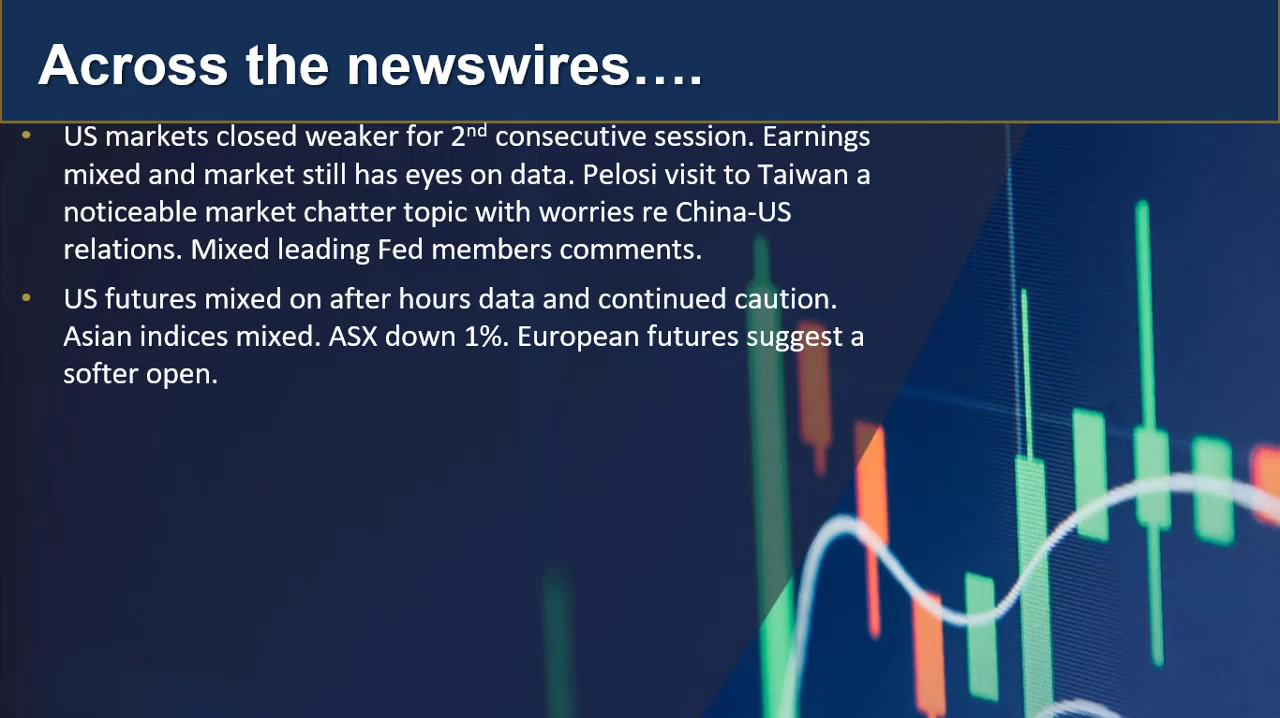 Across the newswires….
• US markets closed weaker for 2nd consecutive session. Earnings
mixed and market still has eyes on data. Pelosi visit to Taiwan a
noticeable market chatter topic with worries re China-US
relations. Mixed leading Fed members comments.
• US futures mixed on after hours data and continued caution.
Asian indices mixed. ASX down 1%. European futures suggest a
softer open.